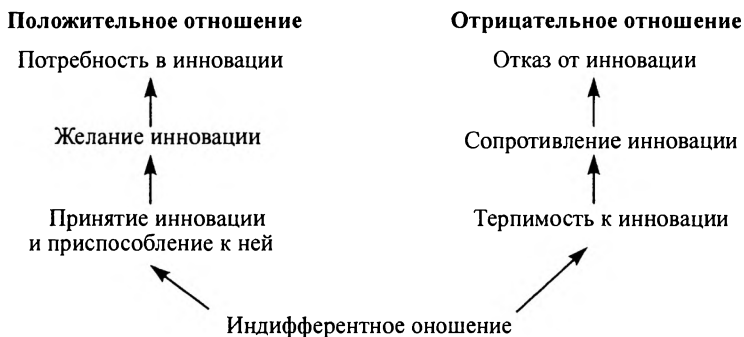 Положительное отношение
Отрицательное отношение
Потребность в инновации
Отказ от инновации
Желание инновации
Сопротивление инновации
Принятие инновации
и приспособление к ней
Терпимость к инновации
Индифферентное оношение